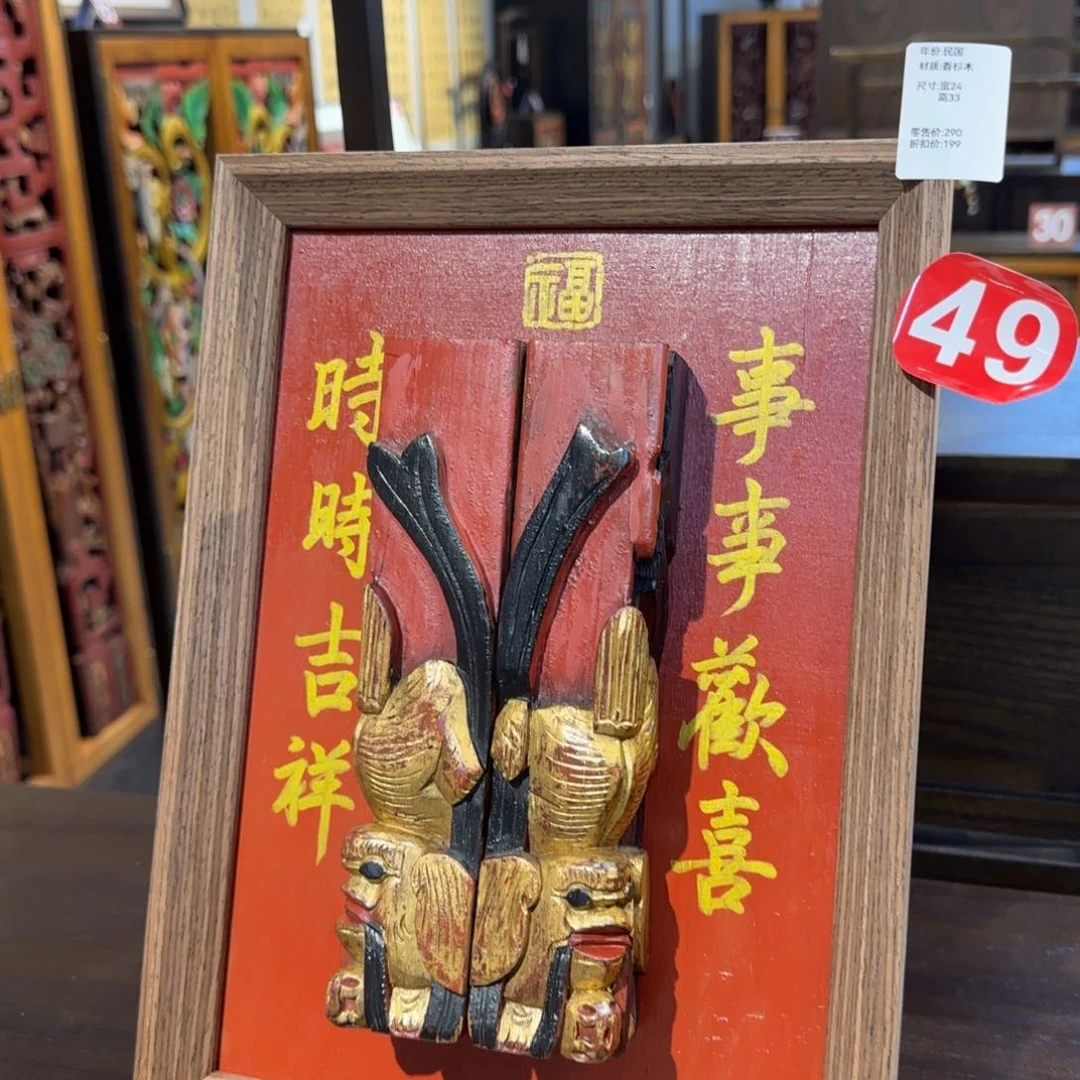 年份:民国
材质:香杉木
尺寸:宽24
高33
零售价:290
折扣价:199
30
49
福
事事歡喜
時時吉祥